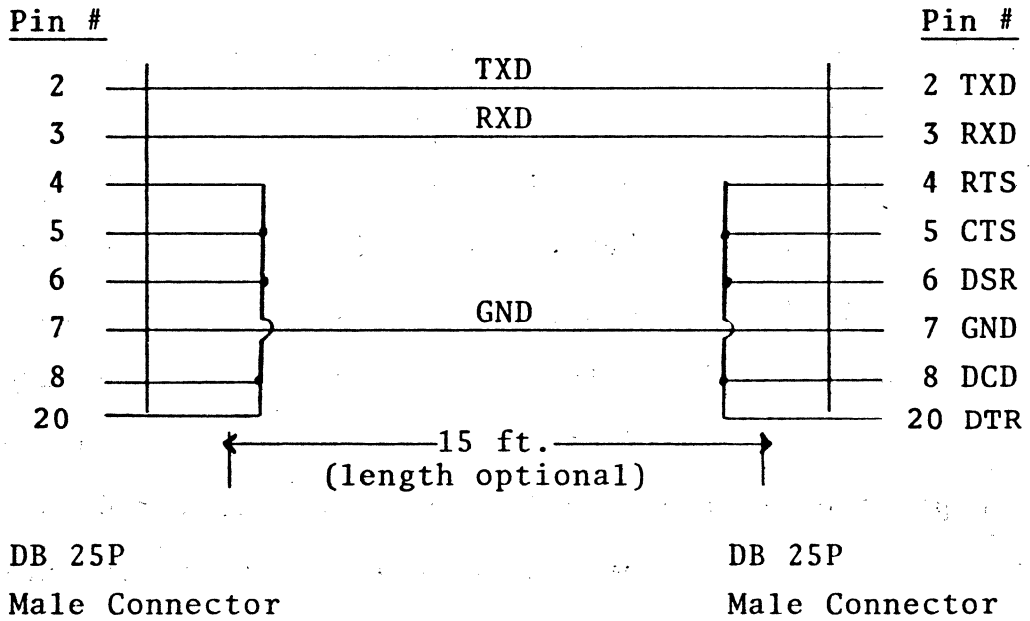 Pin # Pin #
TXD
2 2 TXD
RXD
3 3 RXD
4 4 RTS
5 5 CTS
6 6 DSR
GND
7 7 GND
8 8 DCD
20 20 DTR
15 ft.
(length optional)
DB 25P DB 25P
Male Connector Male Connector